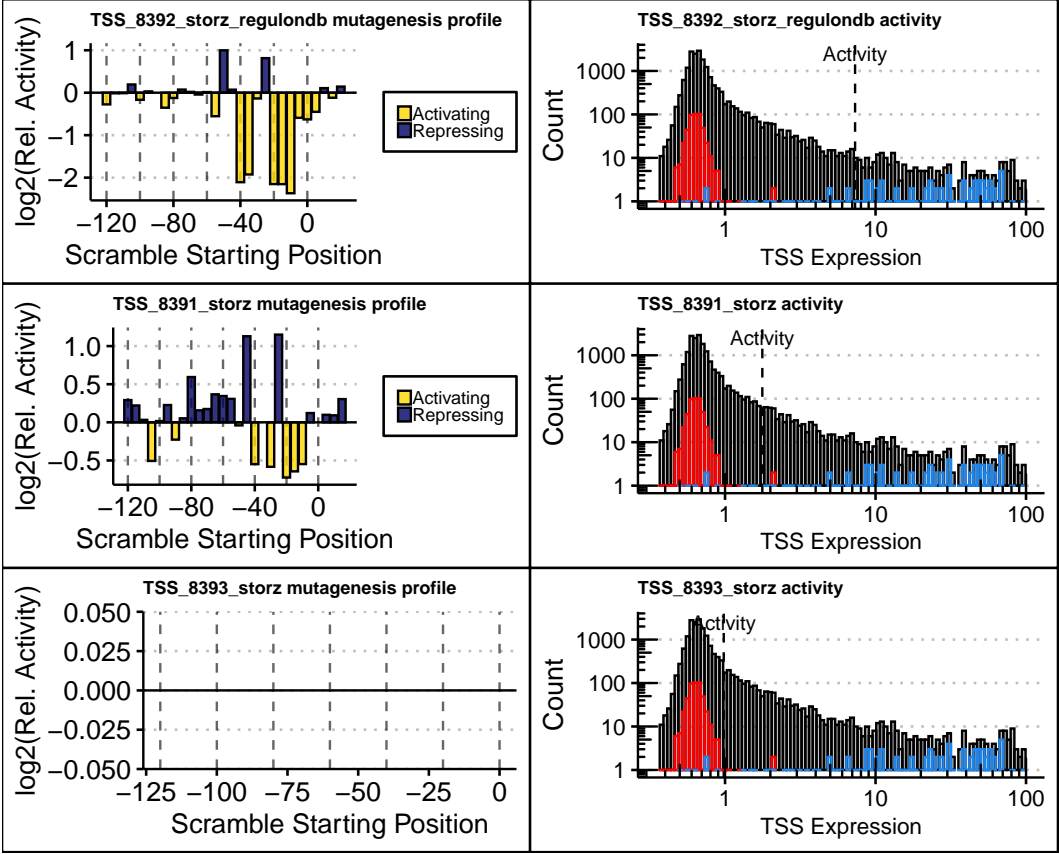 TSS_8392_storz_regulondb mutagenesis profile
log2(Rel. Activity)
1
0
−1
−2
−120 −80 −40 0
Scramble Starting Position
Activating
Repressing
TSS_8392_storz_regulondb activity
Activity
Count
1000
100
10
1
1 10 100
TSS Expression
TSS_8391_storz mutagenesis profile
log2(Rel. Activity)
1.0
0.5
0.0
−0.5
−120 −80 −40 0
Scramble Starting Position
Activating
Repressing
TSS_8391_storz activity
Activity
Count
1000
100
10
1
1 10 100
TSS Expression
TSS_8393_storz mutagenesis profile
log2(Rel. Activity)
0.050
0.025
0.000
−0.025
−0.050
−125 −100 −75 −50 −25 0
Scramble Starting Position
TSS_8393_storz activity
Activity
Count
1000
100
10
1
1 10 100
TSS Expression